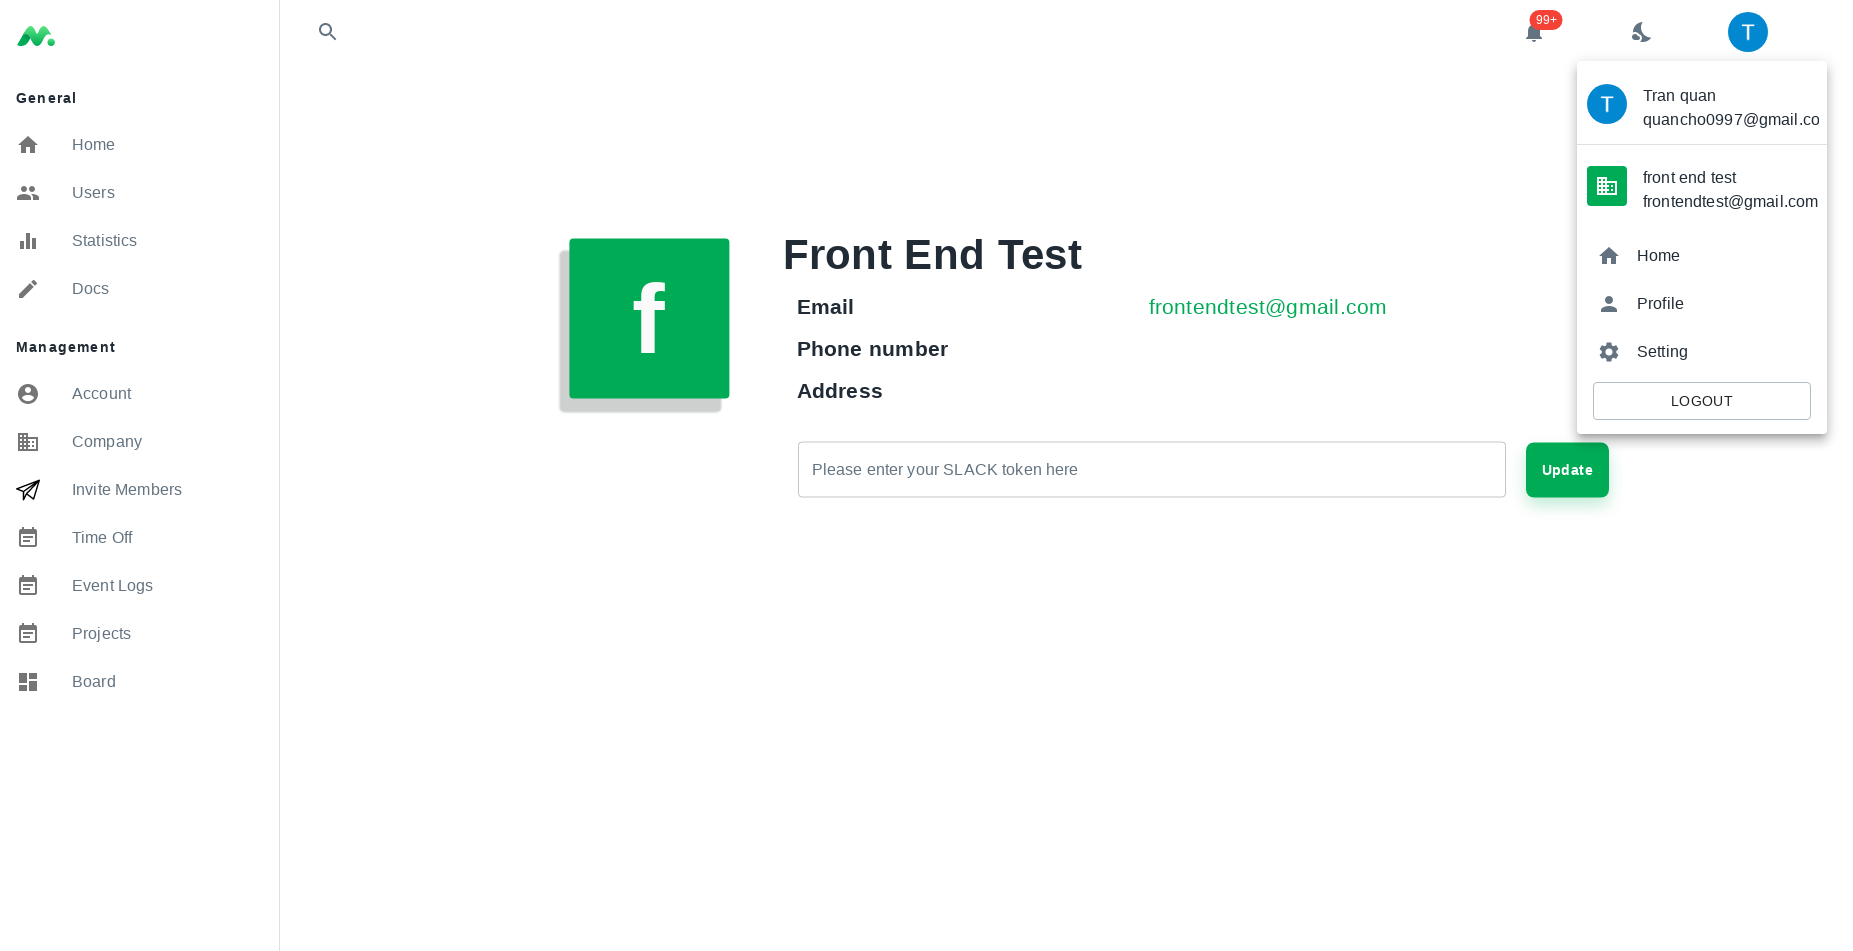 General
Home
Users
Statistics
Docs
Management
Account
Company
Invite Members
Time Off
Event Logs
Projects
Board
99+
T
T
Tran quan
quancho0997@gmail.co
front end test
frontendtest@gmail.com
Home
Profile
Setting
LOGOUT
f
Front End Test
Email frontendtest@gmail.com
Phone number
Address
Please enter your SLACK token here
Update